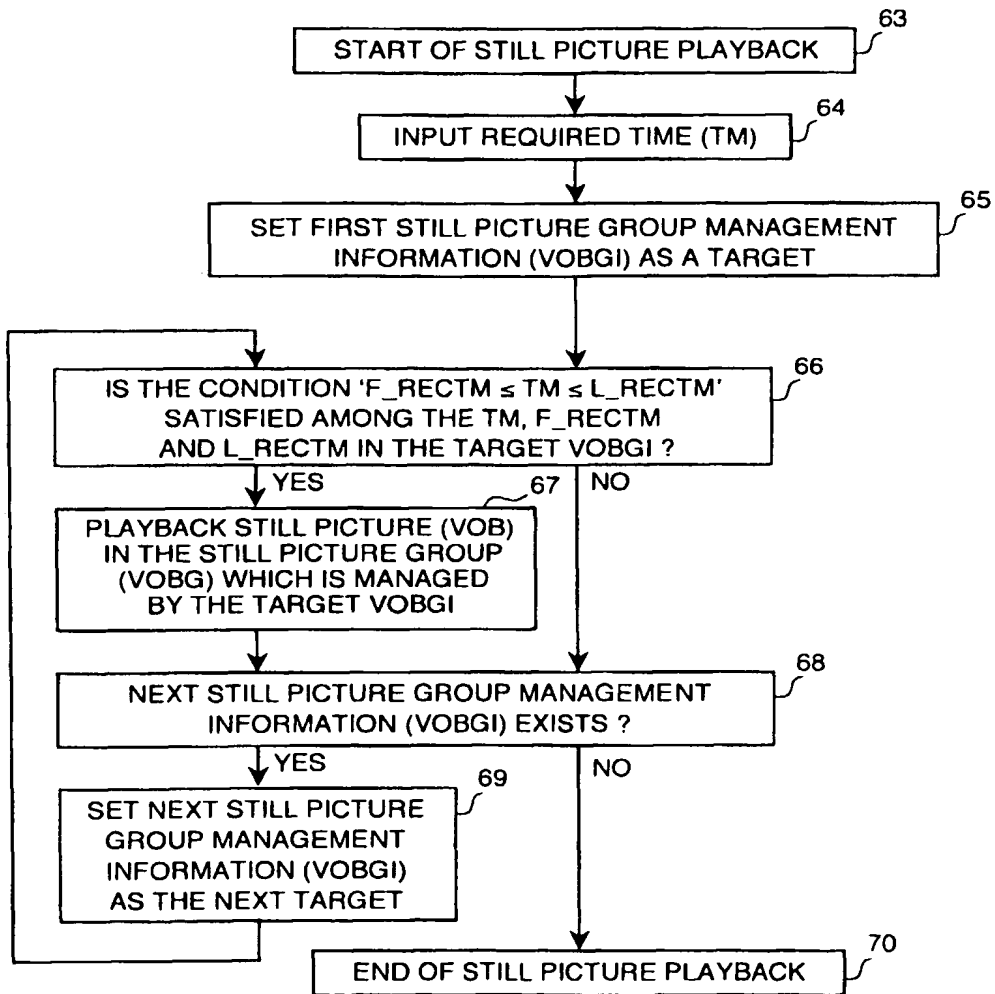 START OF STILL PICTURE PLAYBACK
63
INPUT REQUIRED TIME (TM)
64
SET FIRST STILL PICTURE GROUP MANAGEMENT
INFORMATION (VOBGI) AS A TARGET
65
IS THE CONDITION 'F_RECTM ≤ TM ≤ L_RECTM'
SATISFIED AMONG THE TM, F_RECTM
AND L_RECTM IN THE TARGET VOBGI ?
66
YES
NO
67
PLAYBACK STILL PICTURE (VOB)
IN THE STILL PICTURE GROUP
(VOBG) WHICH IS MANAGED
BY THE TARGET VOBGI
68
NEXT STILL PICTURE GROUP MANAGEMENT
INFORMATION (VOBGI) EXISTS ?
YES
NO
69
SET NEXT STILL PICTURE
GROUP MANAGEMENT
INFORMATION (VOBGI)
AS THE NEXT TARGET
70
END OF STILL PICTURE PLAYBACK